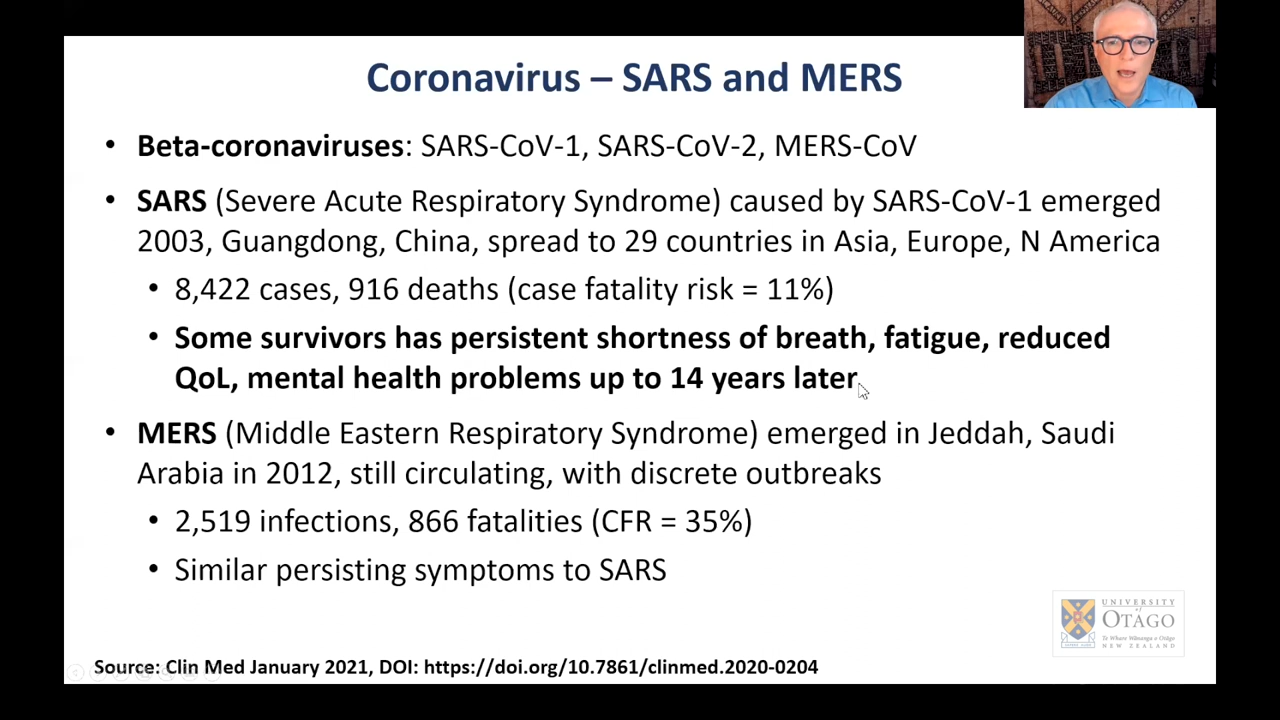 Coronavirus – SARS and MERS
• Beta-coronaviruses: SARS-CoV-1, SARS-CoV-2, MERS-CoV
• SARS (Severe Acute Respiratory Syndrome) caused by SARS-CoV-1 emerged
2003, Guangdong, China, spread to 29 countries in Asia, Europe, N America
• 8,422 cases, 916 deaths (case fatality risk = 11%)
• Some survivors has persistent shortness of breath, fatigue, reduced
QoL, mental health problems up to 14 years later
• MERS (Middle Eastern Respiratory Syndrome) emerged in Jeddah, Saudi
Arabia in 2012, still circulating, with discrete outbreaks
• 2,519 infections, 866 fatalities (CFR = 35%)
• Similar persisting symptoms to SARS
UNIVERSITY
of
OTAGO
Te Whare Wānanga o Otāgo
NEW ZEALAND
Source: Clin Med January 2021, DOI: https://doi.org/10.7861/clinmed.2020-0204